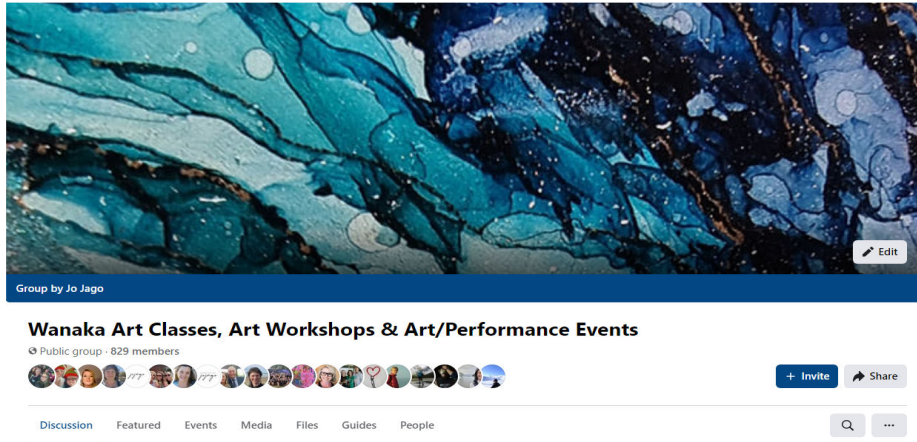 Edit
Group by Jo Jago
Wanaka Art Classes, Art Workshops & Art/Performance Events
Public group · 829 members
+ Invite
Share
Discussion Featured Events Media Files Guides People